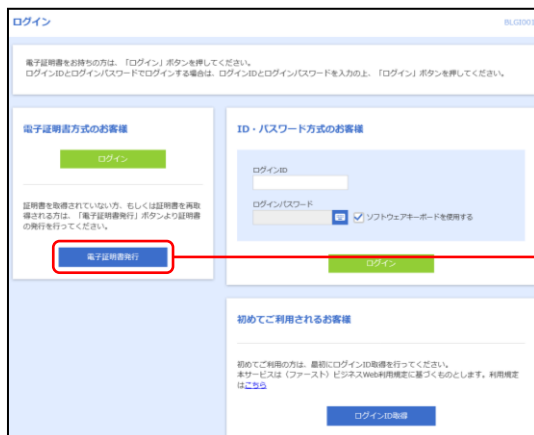 ログイン
BLGI001
電子証明書をお持ちの方は、「ログイン」ボタンを押してください。
ログインIDとログインパスワードでログインする場合は、ログインIDとログインパスワードを入力の上、「ログイン」ボタンを押してください。
電子証明書方式のお客様
ログイン
証明書を取得されていない方、もしくは証明書を再取
得される方は、「電子証明書発行」ボタンより証明書
の発行を行ってください。
電子証明書発行
ID・パスワード方式のお客様
ログインID
ログインパスワード
ソフトウェアキーボードを使用する
ログイン
初めてご利用されるお客様
初めてご利用の方は、最初にログインID取得を行ってください。
本サービスは（ファースト）ビジネスWeb利用規定に基づくものとします。利用規定
はこちら
ログインID取得